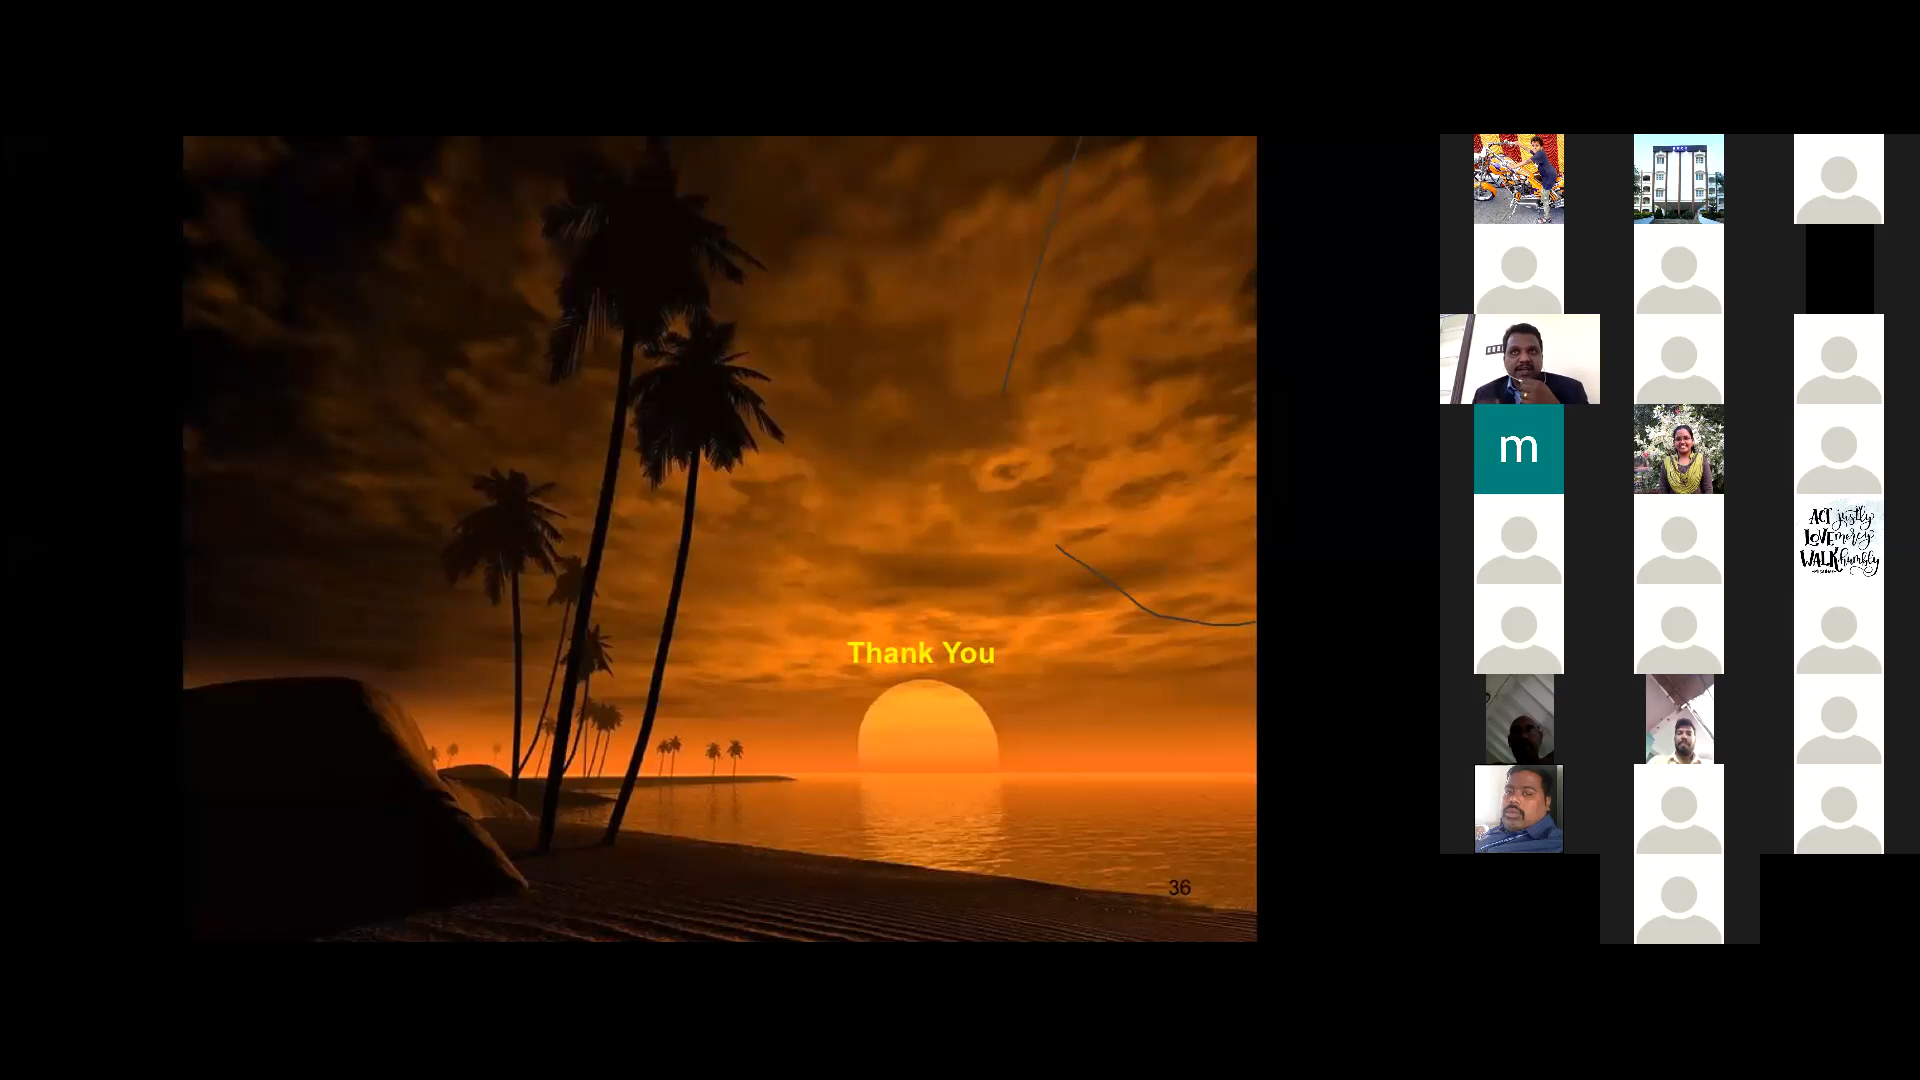 Thank You
36
m
ACT justly
LOVE mercy
WALK humbly